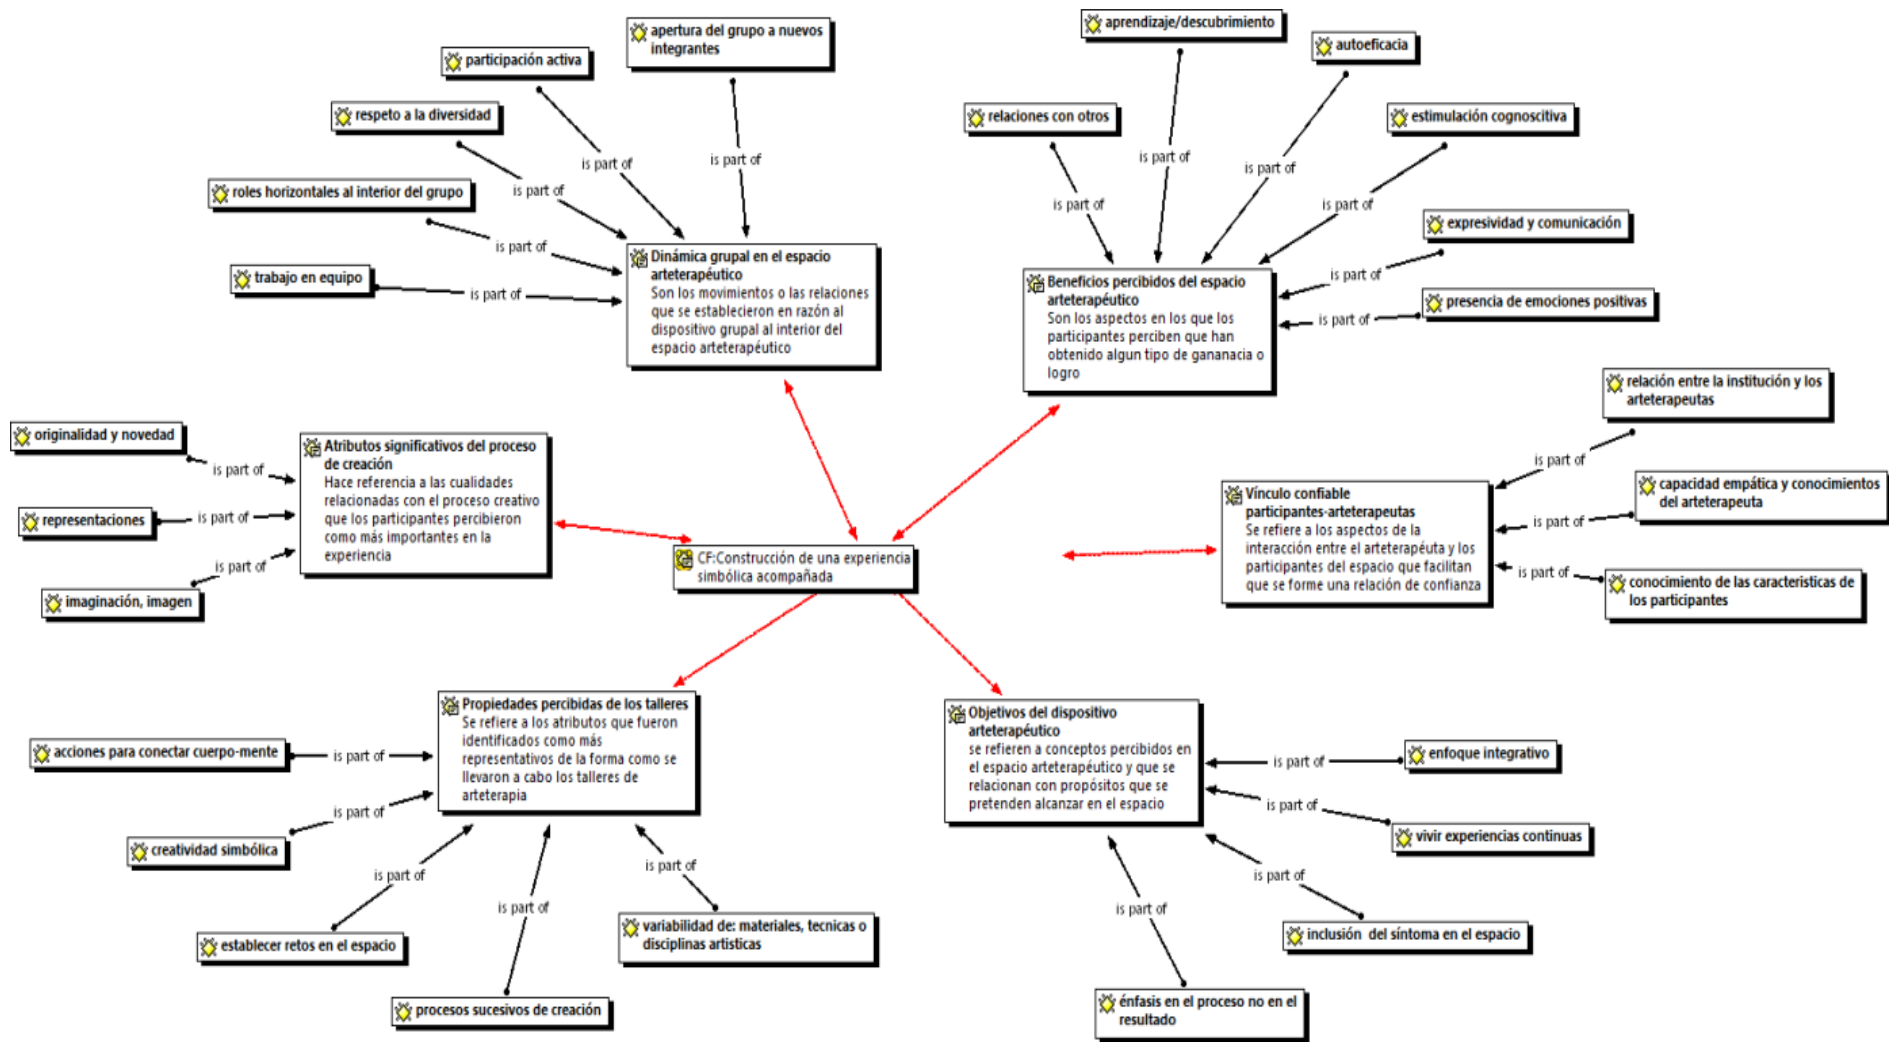 apertura del grupo a nuevos
integrantes
participación activa
respeto a la diversidad
roles horizontales al interior del grupo
trabajo en equipo
is part of
is part of
is part of
is part of
is part of
Dinámica grupal en el espacio
arteterapéutico
Son los movimientos o las relaciones
que se establecieron en razón al
dispositivo grupal al interior del
espacio arteterapéutico
aprendizaje/descubrimiento
autoeficacia
relaciones con otros
estimulación cognoscitiva
expresividad y comunicación
presencia de emociones positivas
is part of
is part of
is part of
is part of
is part of
is part of
Beneficios percibidos del espacio
arteterapéutico
Son los aspectos en los que los
participantes perciben que han
obtenido algun tipo de gananacia o
logro
originalidad y novedad
representaciones
imaginación, imagen
is part of
is part of
is part of
Atributos significativos del proceso
de creación
Hace referencia a las cualidades
relacionadas con el proceso creativo
que los participantes percibieron
como más importantes en la
experiencia
CF:Construcción de una experiencia
simbólica acompañada
Vínculo confiable
participantes-arteterapeutas
Se refiere a los aspectos de la
interacción entre el arteterapéuta y los
participantes del espacio que facilitan
que se forme una relación de confianza
is part of
is part of
is part of
relación entre la institución y los
arteterapeutas
capacidad empática y conocimientos
del arteterapeuta
conocimiento de las caracteristicas de
los participantes
Propiedades percibidas de los talleres
Se refiere a los atributos que fueron
identificados como más
representativos de la forma como se
llevaron a cabo los talleres de
arteterapia
acciones para conectar cuerpo-mente
creatividad simbólica
establecer retos en el espacio
procesos sucesivos de creación
variabilidad de: materiales, tecnicas o
disciplinas artisticas
is part of
is part of
is part of
is part of
is part of
Objetivos del dispositivo
arteterapéutico
se refieren a conceptos percibidos en
el espacio arteterapéutico y que se
relacionan con propósitos que se
pretenden alcanzar en el espacio
is part of
is part of
is part of
is part of
enfoque integrativo
vivir experiencias continuas
inclusión del síntoma en el espacio
énfasis en el proceso no en el
resultado